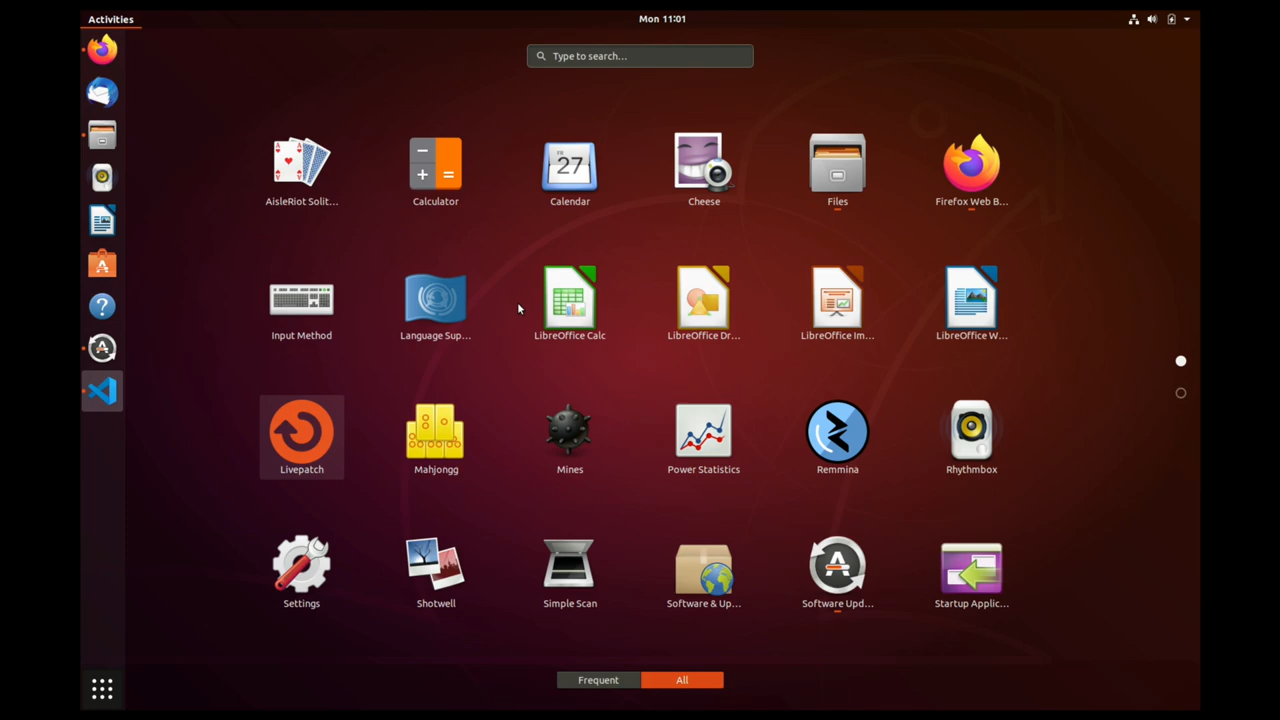 Activities
Mon 11:01
Type to search...
AisleRiot Solit...
Calculator
Calendar
Cheese
Files
Firefox Web B...
Input Method
Language Sup...
LibreOffice Calc
LibreOffice Dr...
LibreOffice Im...
LibreOffice W...
Livepatch
Mahjongg
Mines
Power Statistics
Remmina
Rhythmbox
Settings
Shotwell
Simple Scan
Software & Up...
Software Upd...
Startup Applic...
Frequent
All
27